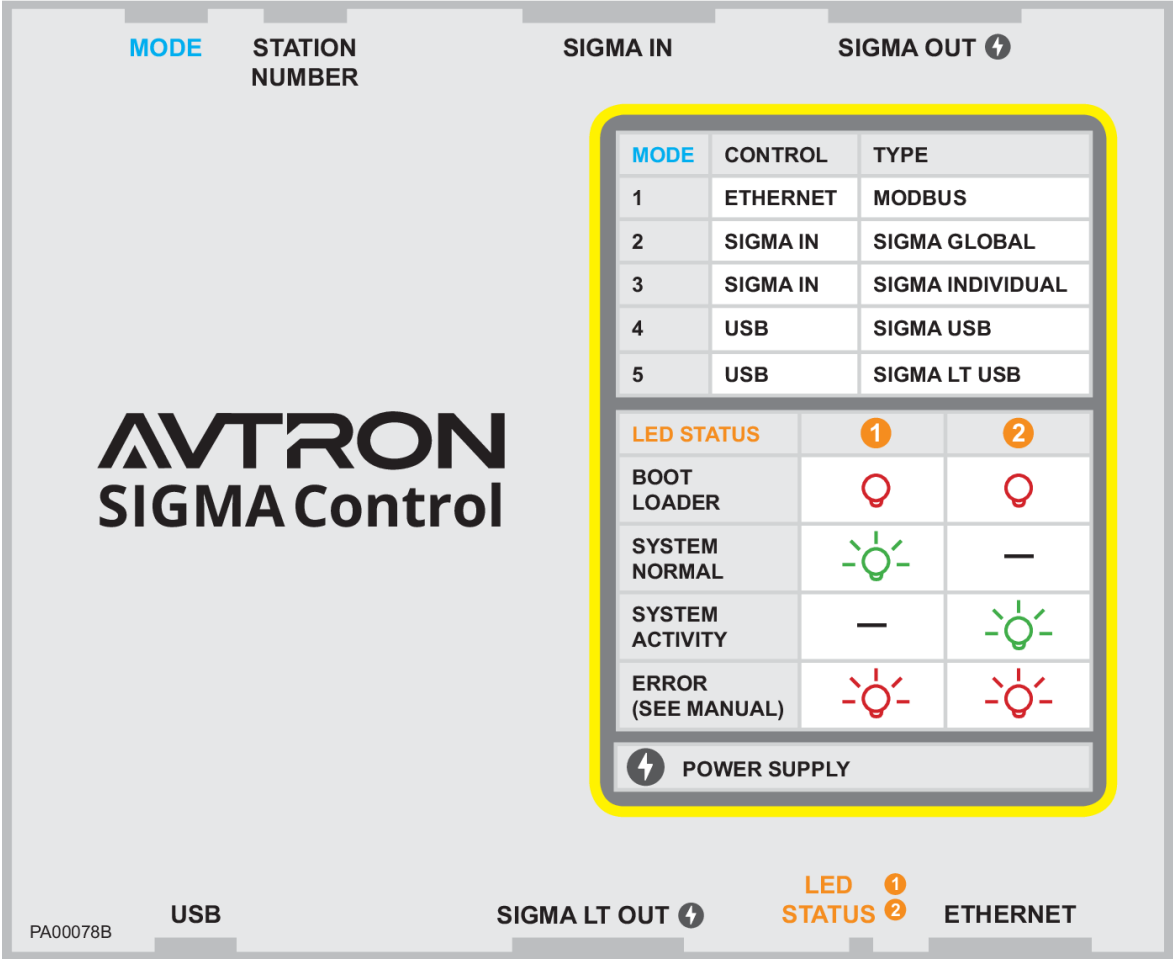 MODE
STATION
NUMBER
SIGMA IN
SIGMA OUT
MODE CONTROL TYPE
1 ETHERNET MODBUS
2 SIGMA IN SIGMA GLOBAL
3 SIGMA IN SIGMA INDIVIDUAL
4 USB SIGMA USB
5 USB SIGMA LT USB
AVTRON
SIGMA Control
LED STATUS 1 2
BOOT
LOADER
SYSTEM
NORMAL —
SYSTEM
ACTIVITY —
ERROR
(SEE MANUAL)
POWER SUPPLY
PA00078B
USB
SIGMA LT OUT
LED 1
STATUS 2
ETHERNET